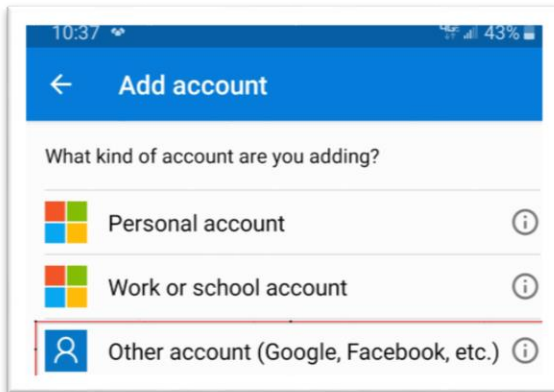 10:37 43%
Add account
What kind of account are you adding?
Personal account
Work or school account
Other account (Google, Facebook, etc.)